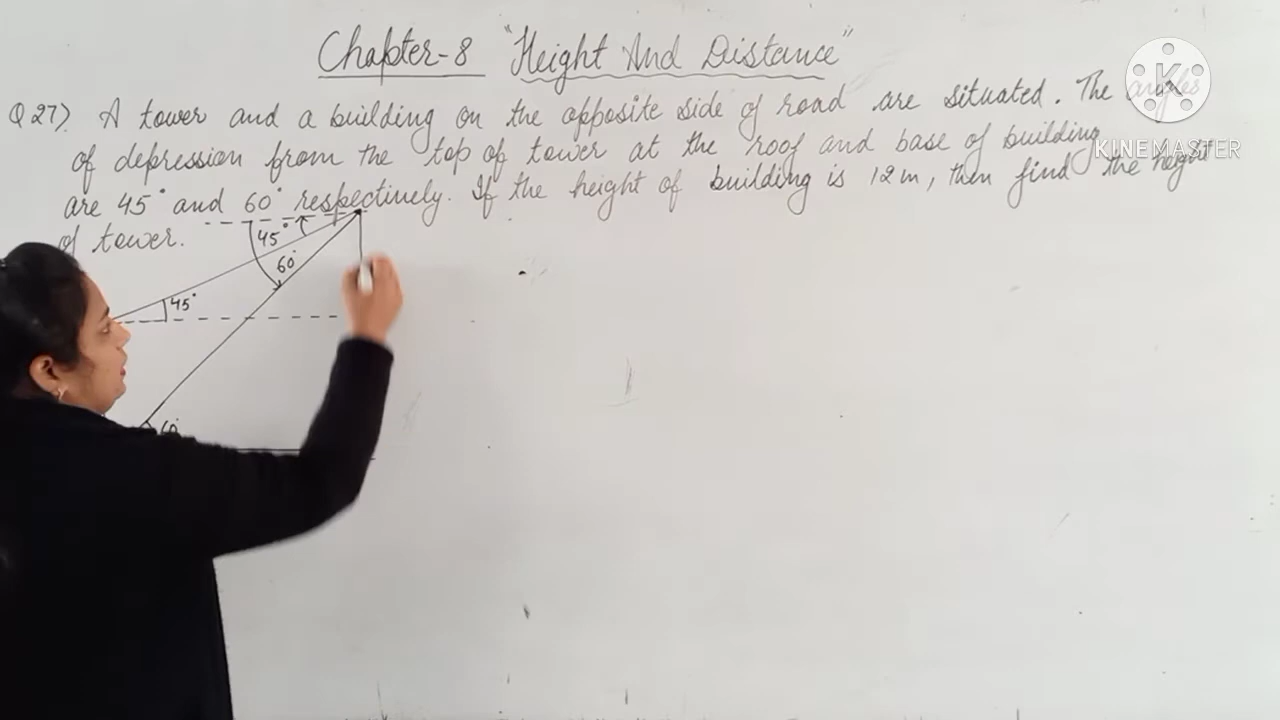 Chapter-8 "Height And Distance"
Q 27). A tower and a building on the opposite side of road are situated. The angles
of depression from the top of tower at the roof and base of building
are 45° and 60° respectively. If the height of building is 12 m, then find the height
of tower.
45°
60°
45°
60°
K
KINEMASTER